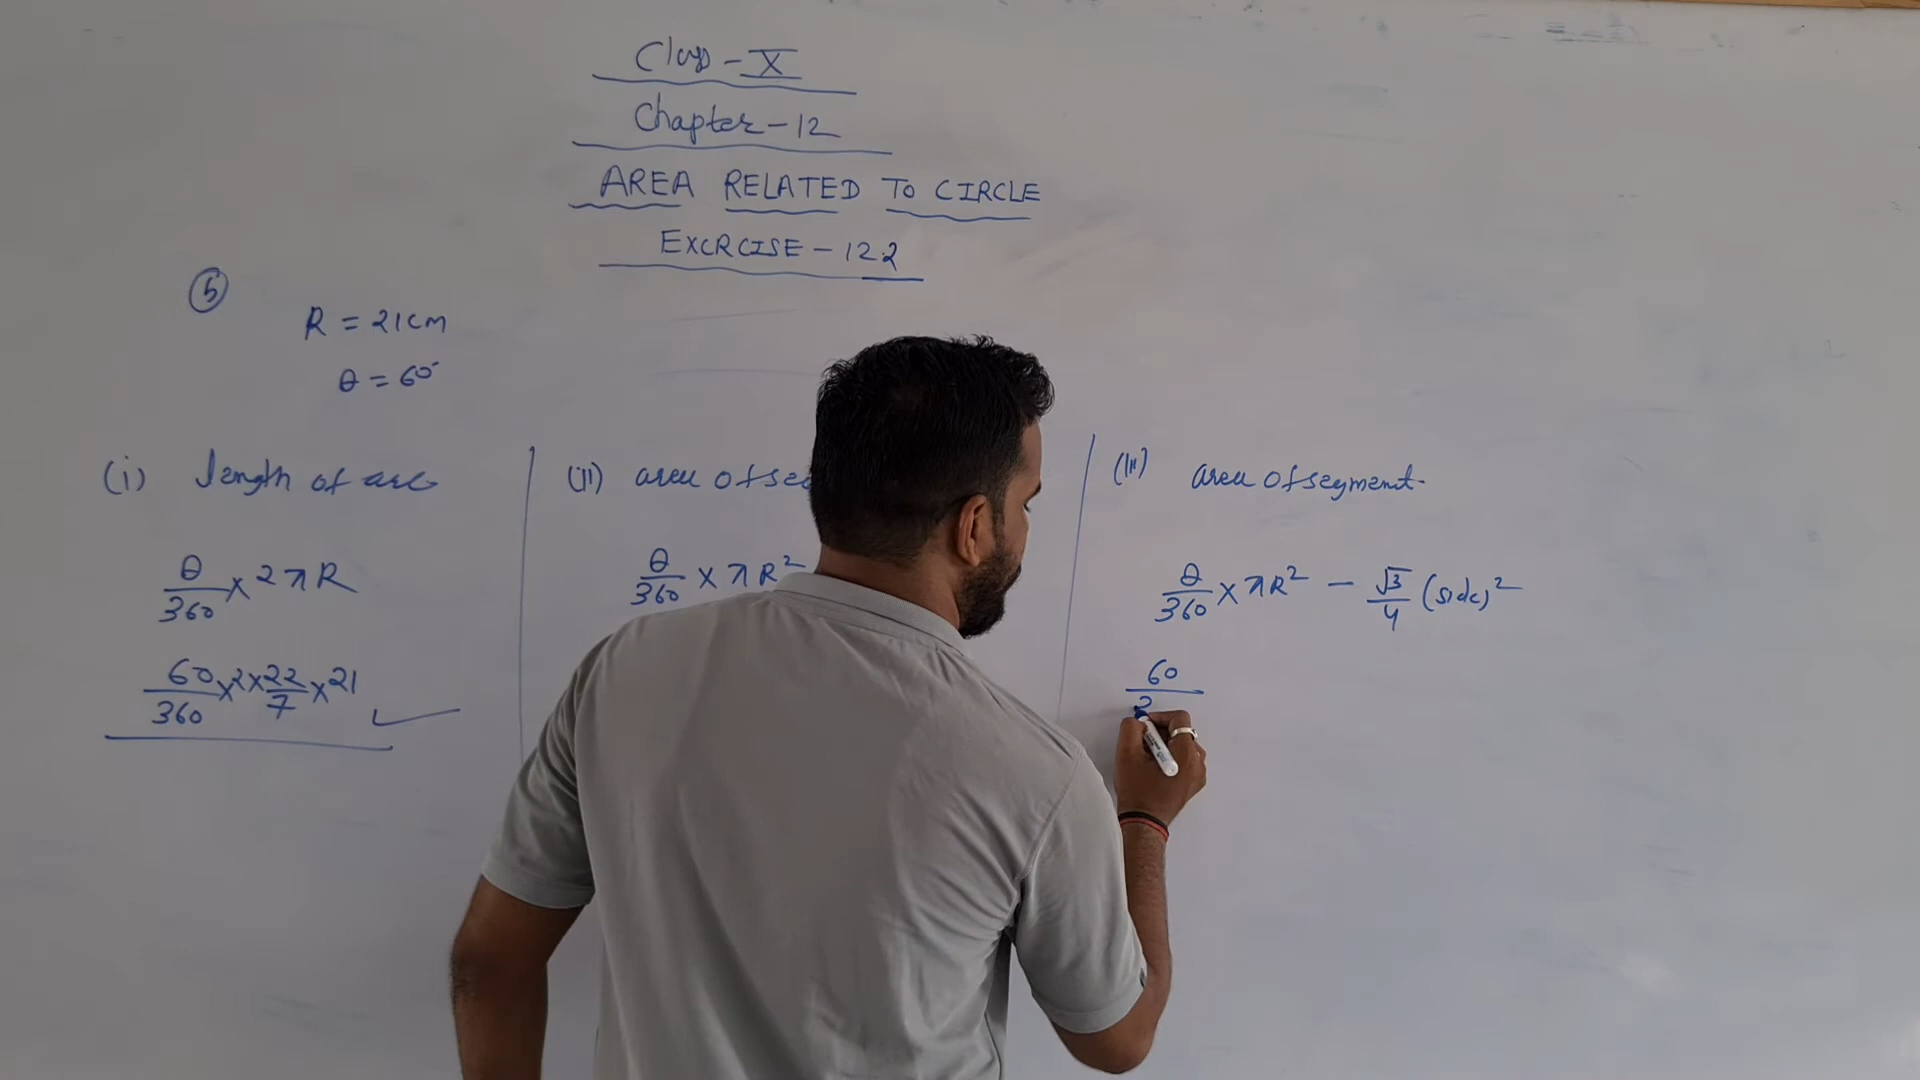 Class - X
Chapter - 12
AREA RELATED TO CIRCLE
EXCRCISE - 12.2
5
R = 21cm
θ = 60°
(i) length of arc
θ/360 × 2πR
60/360 × 2 × 22/7 × 21
(ii) area of sec
θ/360 × πR²
(iii) area of segment.
θ/360 × πR² - √3/4 (side)²
60
3